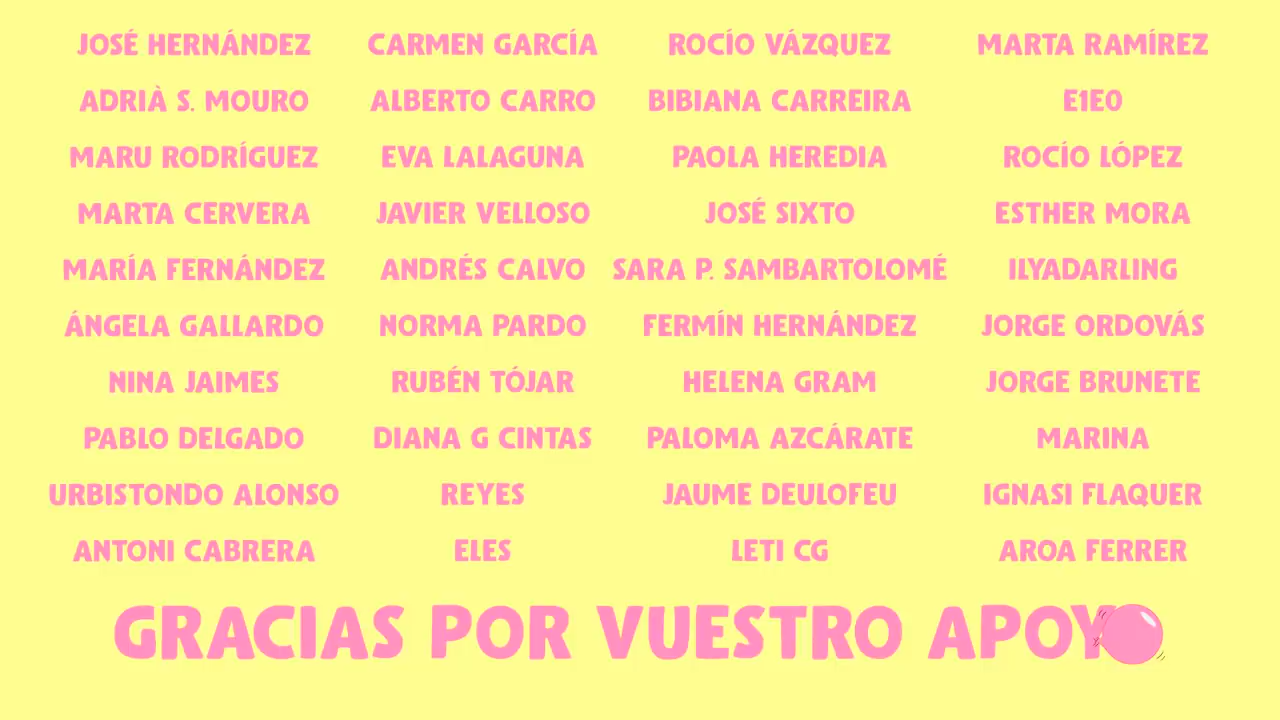 JOSÉ HERNÁNDEZ CARMEN GARCÍA ROCÍO VÁZQUEZ MARTA RAMÍREZ
ADRIÀ S. MOURO ALBERTO CARRO BIBIANA CARREIRA E1E0
MARU RODRÍGUEZ EVA LALAGUNA PAOLA HEREDIA ROCÍO LÓPEZ
MARTA CERVERA JAVIER VELLOSO JOSÉ SIXTO ESTHER MORA
MARÍA FERNÁNDEZ ANDRÉS CALVO SARA P. SAMBARTOLOMÉ ILYADARLING
ÁNGELA GALLARDO NORMA PARDO FERMÍN HERNÁNDEZ JORGE ORDOVÁS
NINA JAIMES RUBÉN TÓJAR HELENA GRAM JORGE BRUNETE
PABLO DELGADO DIANA G CINTAS PALOMA AZCÁRATE MARINA
URBISTONDO ALONSO REYES JAUME DEULOFEU IGNASI FLAQUER
ANTONI CABRERA ELES LETI CG AROA FERRER
GRACIAS POR VUESTRO APOYO